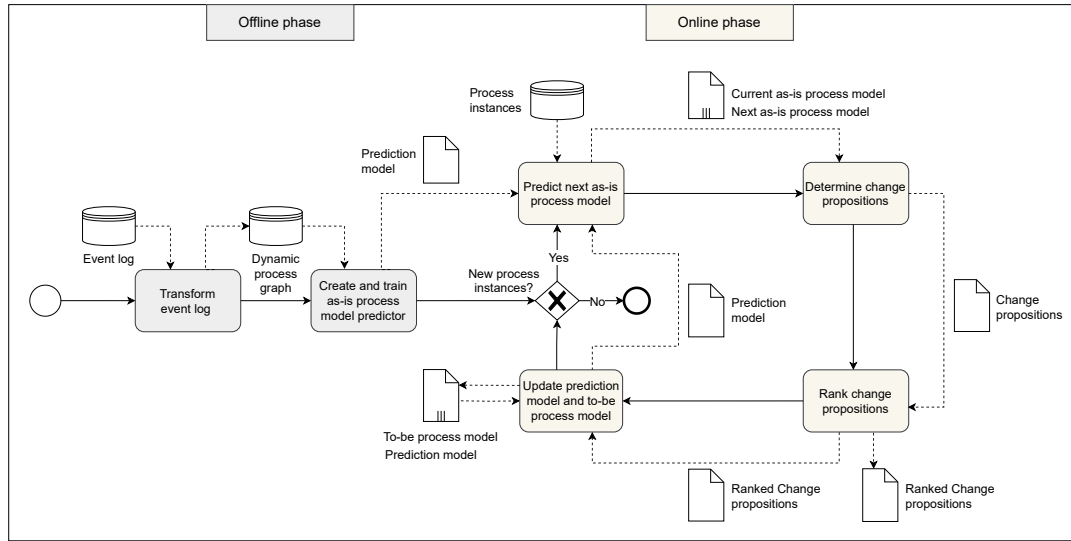 Offline phase
Online phase
Process
instances
Current as-is process model
Next as-is process model
Prediction
model
Predict next as-is
process model
Determine change
propositions
Event log
Dynamic
process
graph
Transform
event log
Create and train
as-is process
model predictor
New process
instances?
Yes
No
Prediction
model
Change
propositions
Update prediction
model and to-be
process model
Rank change
propositions
To-be process model
Prediction model
Ranked Change
propositions
Ranked Change
propositions